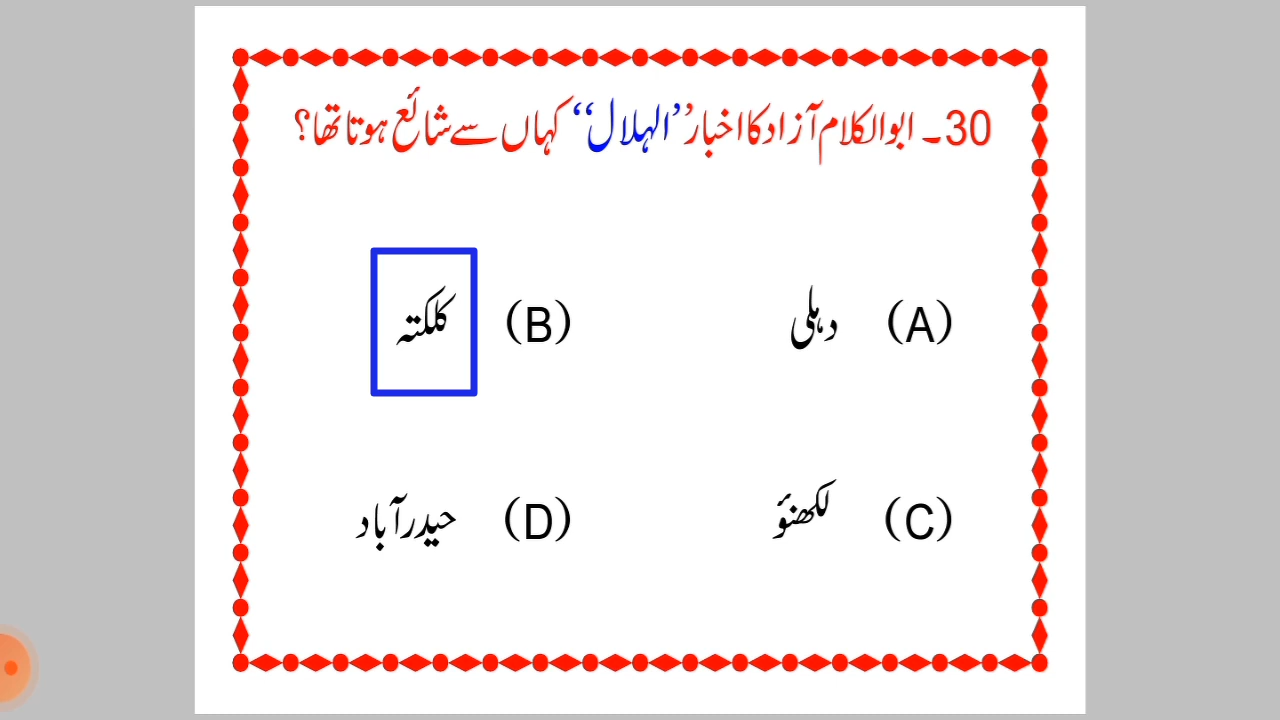 30۔ ابوالکلام آزاد کا اخبار ’’الہلال‘‘ کہاں سے شائع ہوتا تھا؟
(A) دہلی (B) کلکتہ
(C) لکھنؤ (D) حیدرآباد